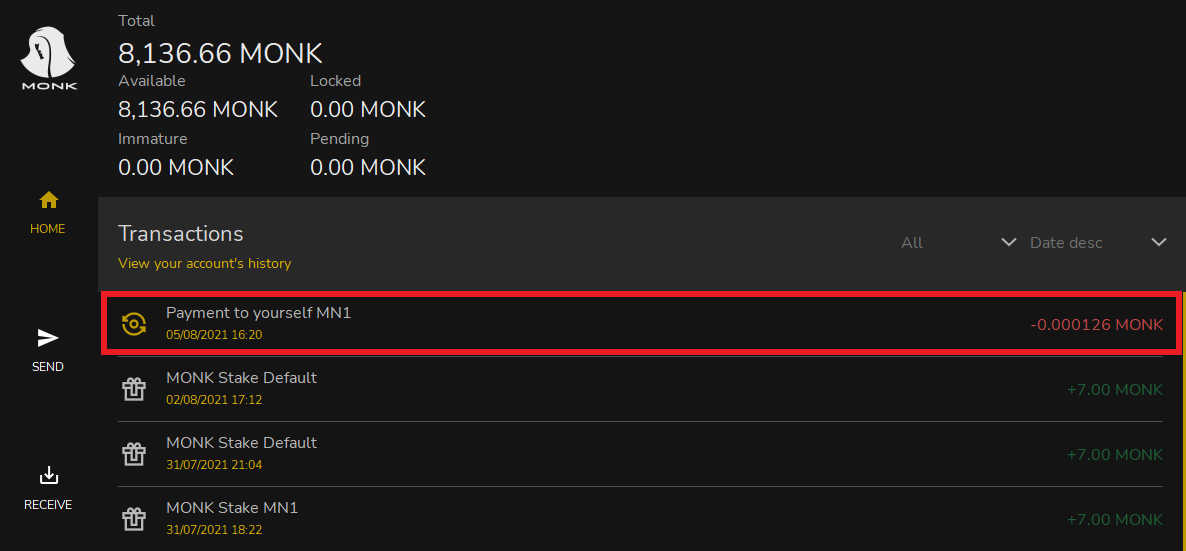 MONK
HOME
SEND
RECEIVE
Total
8,136.66 MONK
Available Locked
8,136.66 MONK 0.00 MONK
Immature Pending
0.00 MONK 0.00 MONK
Transactions
View your account's history
All Date desc
Payment to yourself MN1
05/08/2021 16:20
-0.000126 MONK
MONK Stake Default
02/08/2021 17:12
+7.00 MONK
MONK Stake Default
31/07/2021 21:04
+7.00 MONK
MONK Stake MN1
31/07/2021 18:22
+7.00 MONK